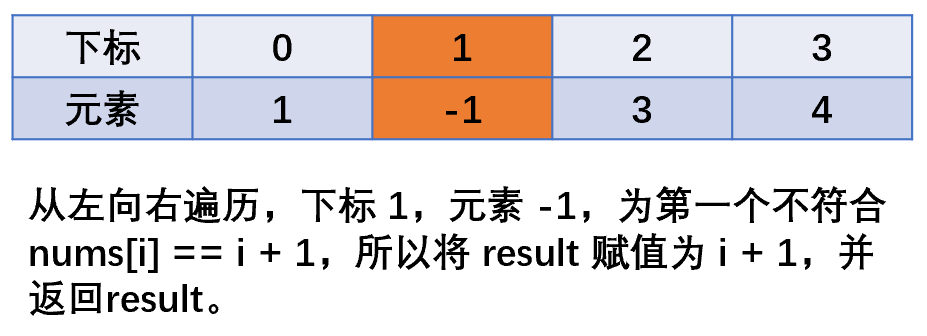 下标 0 1 2 3
元素 1 -1 3 4
从左向右遍历，下标 1，元素 -1，为第一个不符合
nums[i] == i + 1，所以将 result 赋值为 i + 1，并
返回result。